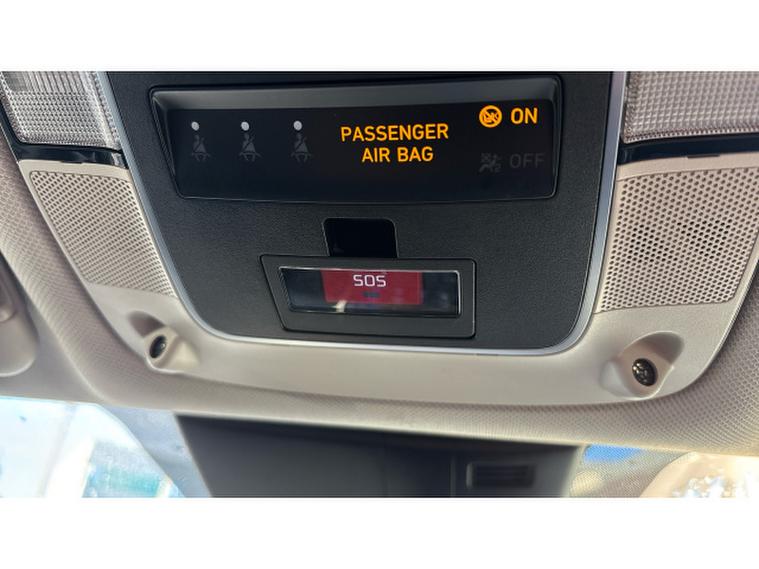 PASSENGER
AIR BAG
ON
OFF
SOS